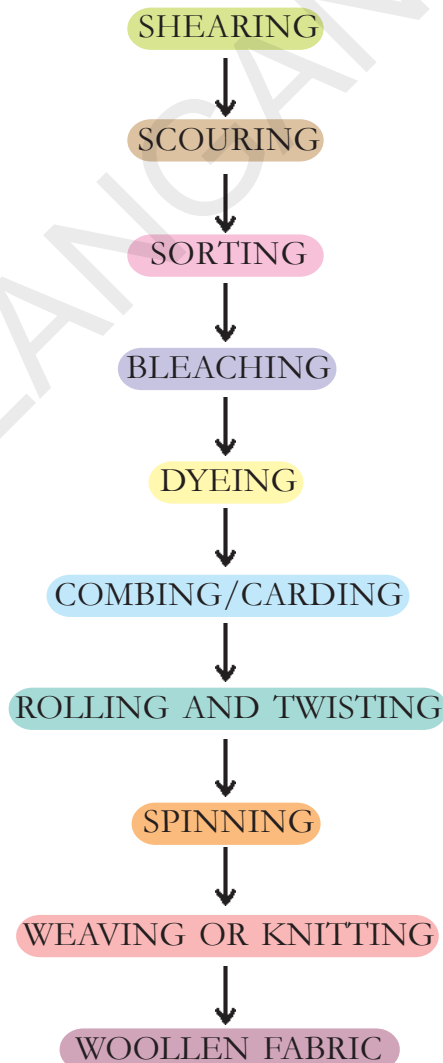 SHEARING
SCOURING
SORTING
BLEACHING
DYEING
COMBING/CARDING
ROLLING AND TWISTING
SPINNING
WEAVING OR KNITTING
WOOLLEN FABRIC